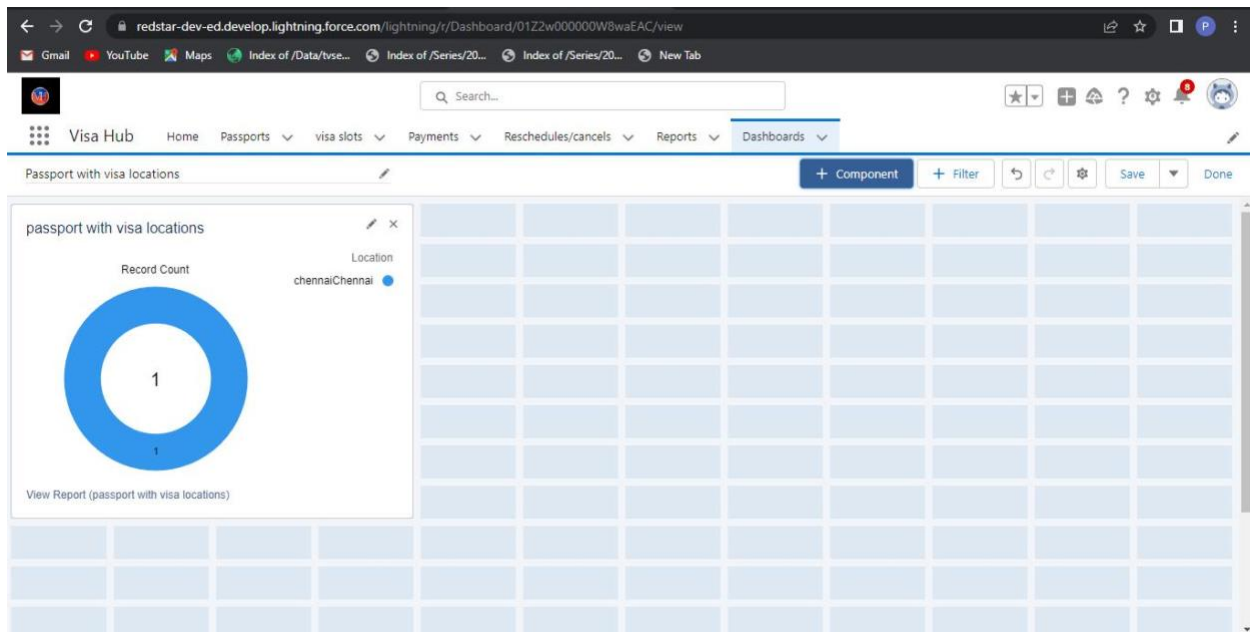 redstar-dev-ed.develop.lightning.force.com/lightning/r/Dashboard/01Z2w000000W8waEAC/view
P
Gmail YouTube Maps Index of /Data/tvse... Index of /Series/20... Index of /Series/20... New Tab
Search...
8
Visa Hub Home Passports visa slots Payments Reschedules/cancels Reports Dashboards
Passport with visa locations + Component + Filter Save Done
passport with visa locations
Location
Record Count
chennaiChennai
1
1
View Report (passport with visa locations)